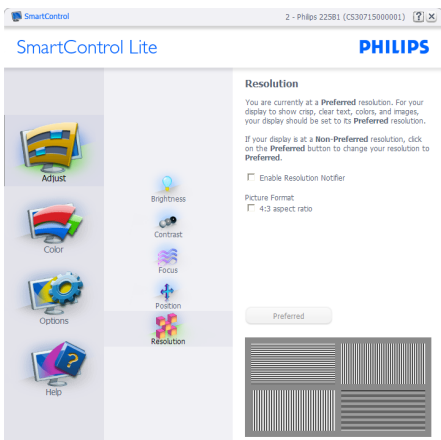 SmartControl
2 - Philips 225B1 (CS30715000001)
SmartControl Lite
PHILIPS
Resolution
You are currently at a Preferred resolution. For your
display to show crisp, clear text, colors, and images,
your display should be set to its Preferred resolution.
If your display is at a Non-Preferred resolution, click
on the Preferred button to change your resolution to
Preferred.
Enable Resolution Notifier
Picture Format
4:3 aspect ratio
Preferred
Adjust
Color
Options
Help
Brightness
Contrast
Focus
Position
Resolution